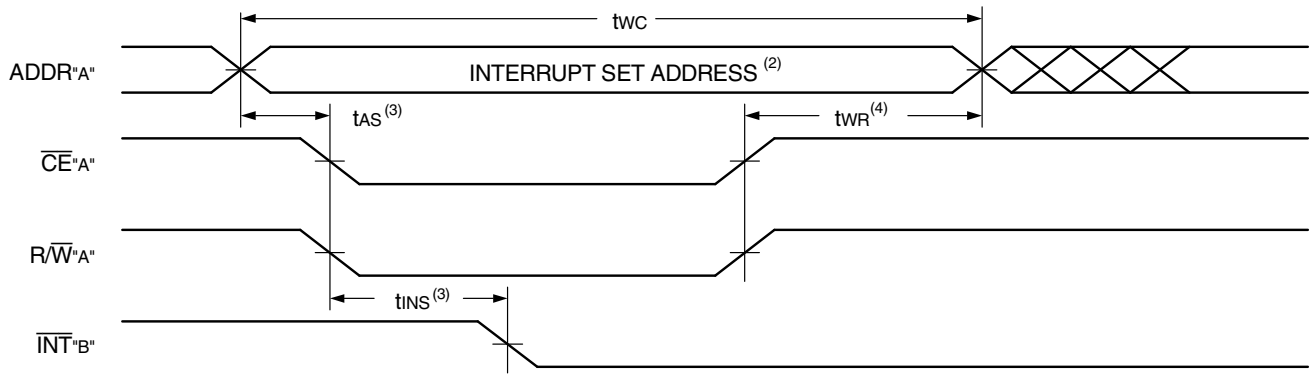 tWC
ADDR"A"
INTERRUPT SET ADDRESS (2)
tAS(3)
tWR(4)
CE"A"
R/W"A"
tINS(3)
INT"B"